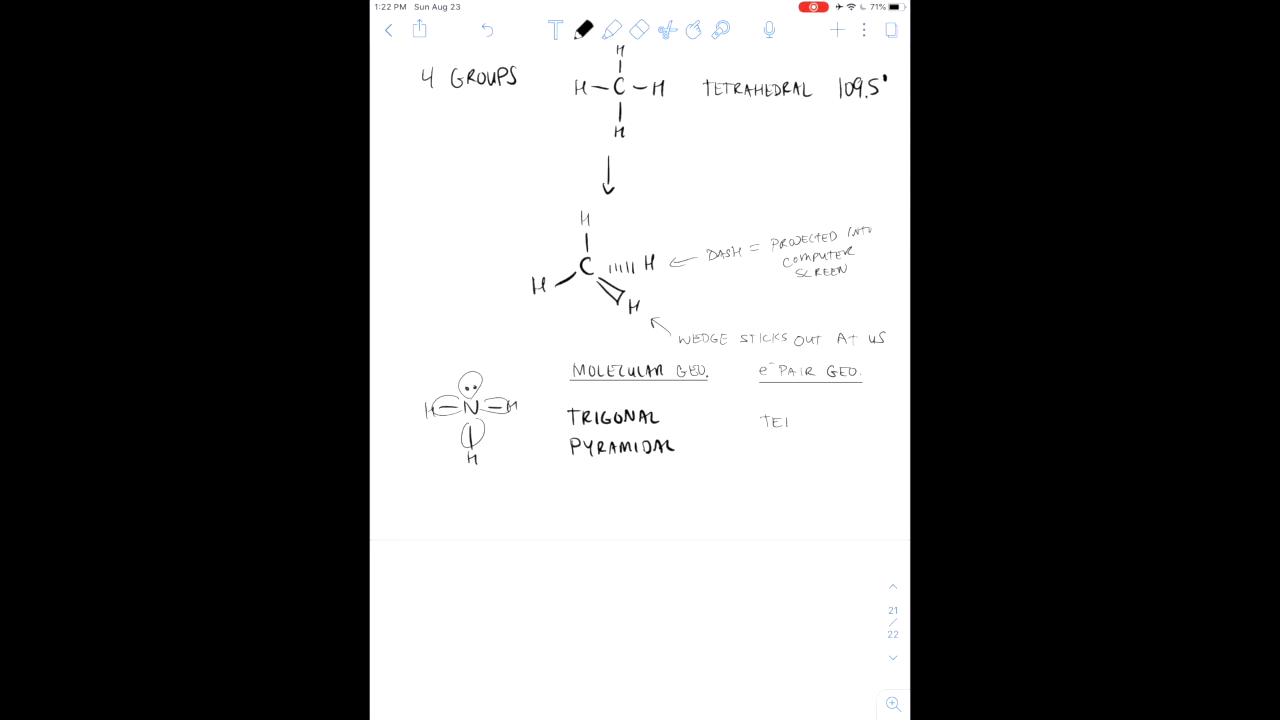 1:22 PM Sun Aug 23
71%
T
H
4 GROUPS H-C-H TETRAHEDRAL 109.5°
H
H
C H ← DASH = PROJECTED INTO
COMPUTER
SCREEN
H
H
WEDGE STICKS OUT AT US
MOLECULAR GEO. e⁻ PAIR GEO.
H-N-H TRIGONAL TEI
PYRAMIDAL
H
21
/
22